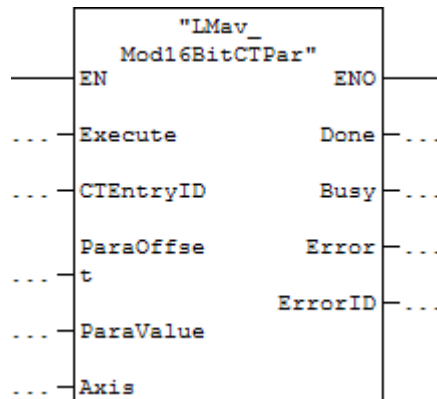 "LMav_
Mod16BitCTPar"
EN ENO
... Execute Done ...
... CTEntryID Busy ...
ParaOffse Error ...
... t
ErrorID ...
... ParaValue
... Axis